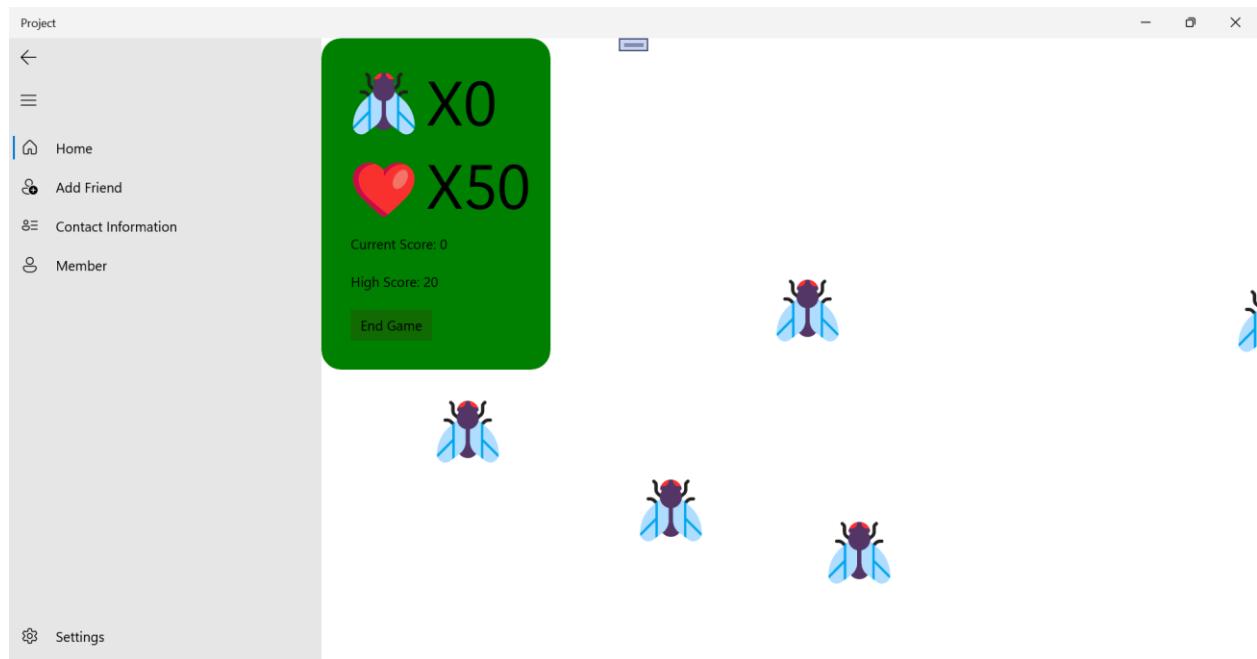 Project
Home
Add Friend
Contact Information
Member
Settings
X0
X50
Current Score: 0
High Score: 20
End Game